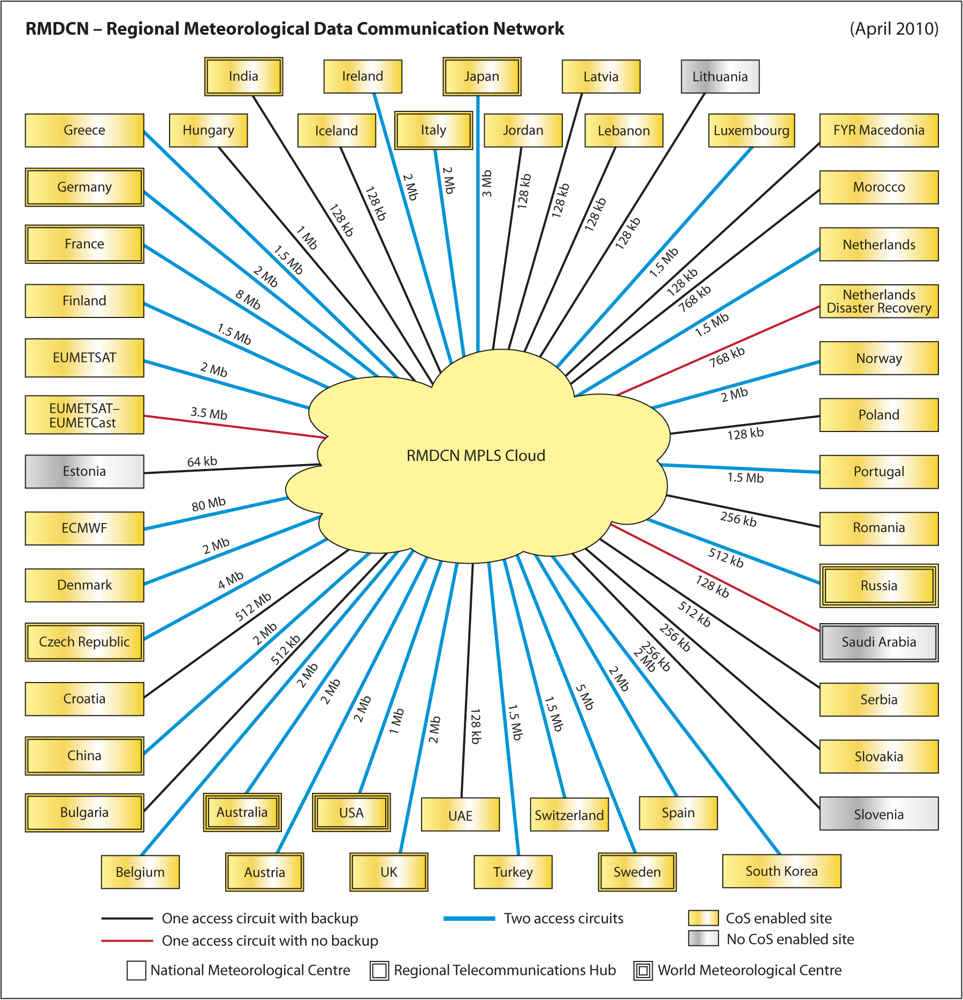 RMDCN – Regional Meteorological Data Communication Network
(April 2010)
India
Ireland
Japan
Latvia
Lithuania
Greece
Hungary
Iceland
Italy
Jordan
Lebanon
Luxembourg
FYR Macedonia
Germany
Morocco
France
Netherlands
Finland
Netherlands
Disaster Recovery
EUMETSAT
Norway
EUMETSAT–
EUMETCast
Poland
Estonia
Portugal
ECMWF
Romania
Denmark
Russia
Czech Republic
Saudi Arabia
Croatia
Serbia
China
Slovakia
Bulgaria
Australia
USA
UAE
Switzerland
Spain
Slovenia
Belgium
Austria
UK
Turkey
Sweden
South Korea
1.5 Mb
2 Mb
8 Mb
1.5 Mb
2 Mb
3.5 Mb
64 kb
80 Mb
2 Mb
4 Mb
512 Mb
2 Mb
512 kb
2 Mb
2 Mb
2 Mb
1 Mb
2 Mb
128 kb
1.5 Mb
1.5 Mb
5 Mb
2 Mb
2 Mb
256 kb
256 kb
512 kb
128 kb
512 kb
256 kb
1.5 Mb
128 kb
2 Mb
768 kb
1.5 Mb
768 kb
128 kb
1.5 Mb
128 kb
128 kb
128 kb
128 kb
3 Mb
2 Mb
2 Mb
128 kb
128 kb
1 Mb
RMDCN MPLS Cloud
One access circuit with backup
Two access circuits
CoS enabled site
One access circuit with no backup
No CoS enabled site
National Meteorological Centre
Regional Telecommunications Hub
World Meteorological Centre